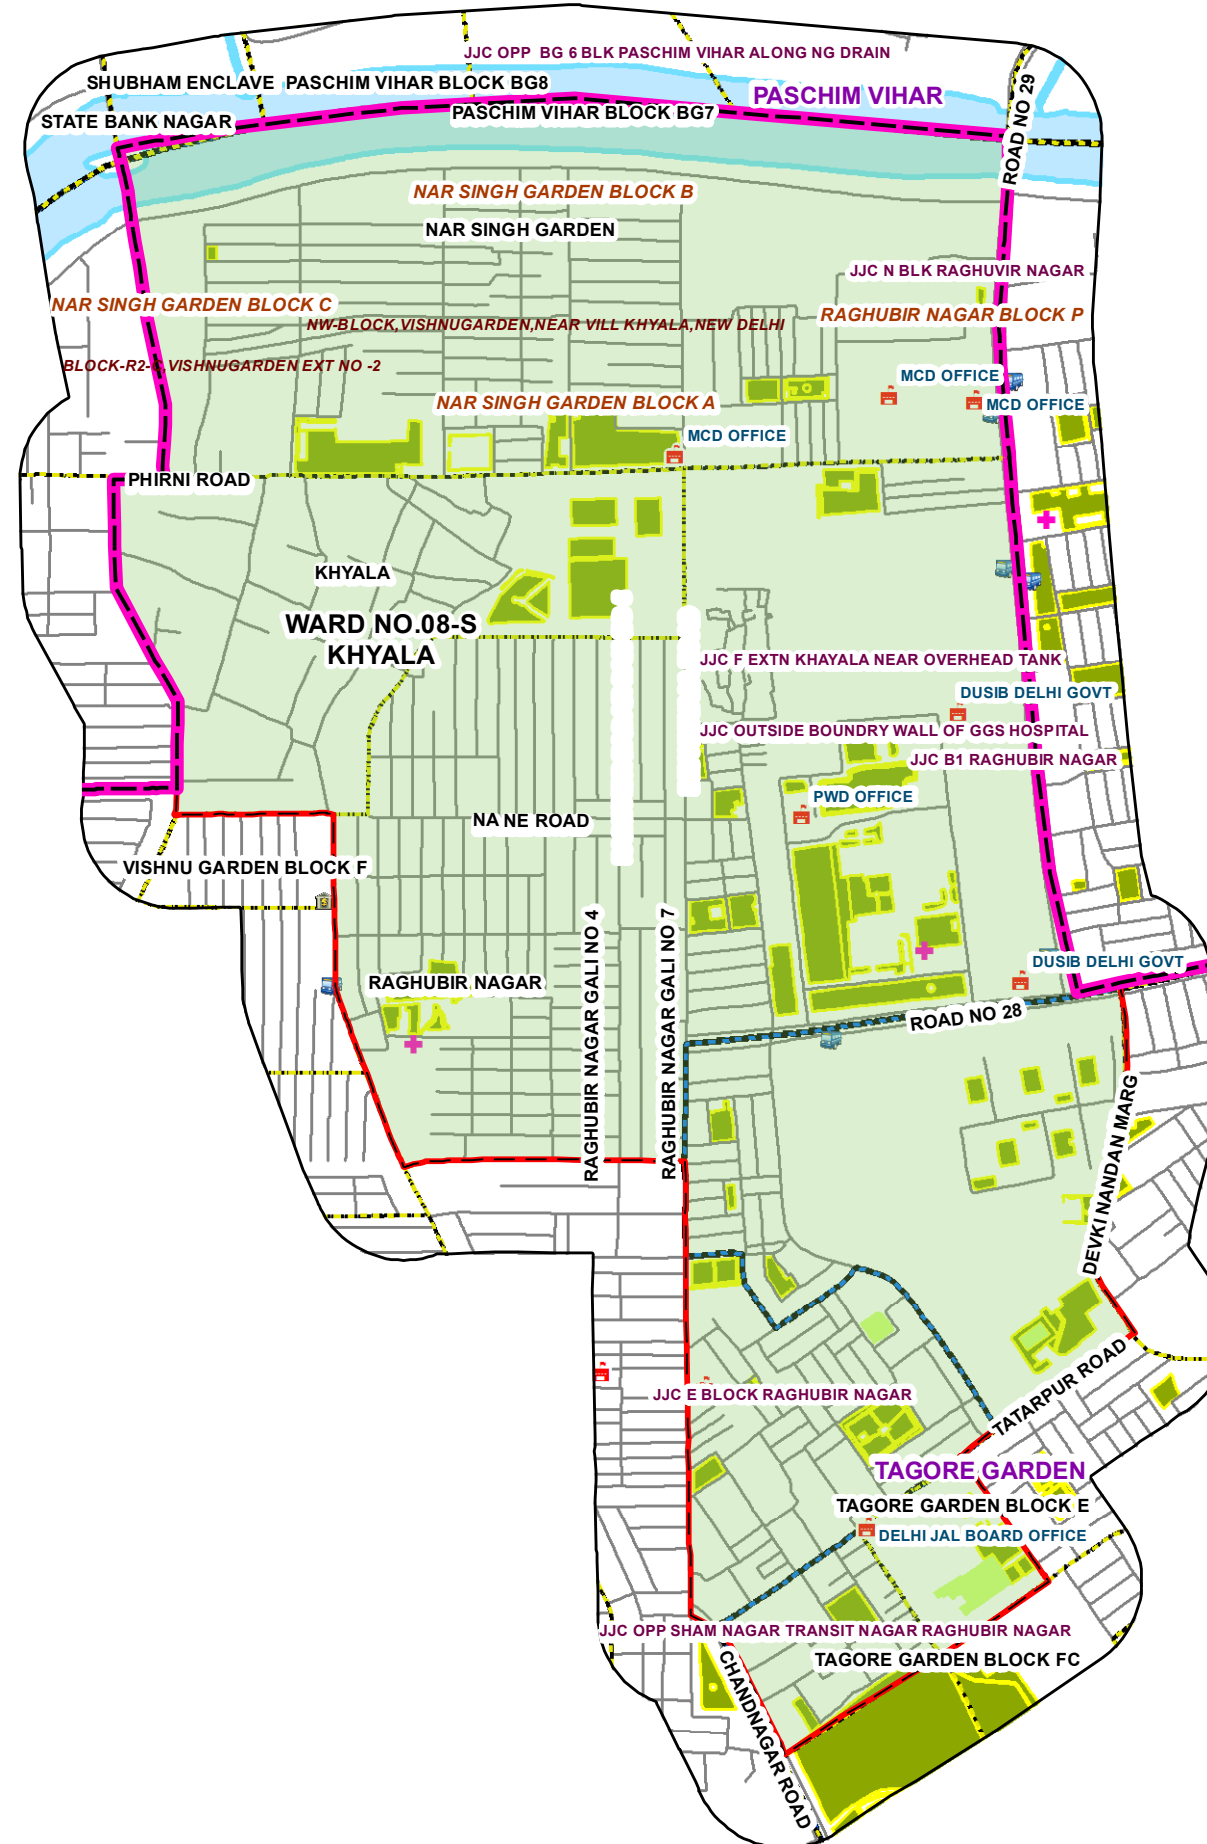 JJC OPP  BG 6 BLK PASCHIM VIHAR ALONG NG DRAIN
SHUBHAM ENCLAVE
PASCHIM VIHAR BLOCK BG8
PASCHIM VIHAR
ROAD NO 29
STATE BANK NAGAR
PASCHIM VIHAR BLOCK BG7
NAR SINGH GARDEN BLOCK B
NAR SINGH GARDEN
JJC N BLK RAGHUVIR NAGAR
NAR SINGH GARDEN BLOCK C
RAGHUBIR NAGAR BLOCK P
NW-BLOCK,VISHNUGARDEN,NEAR VILL KHYALA,NEW DELHI
BLOCK-R2-C,VISHNUGARDEN EXT NO -2
MCD OFFICE
NAR SINGH GARDEN BLOCK A
MCD OFFICE
MCD OFFICE
PHIRNI ROAD
KHYALA
WARD NO.08-S
KHYALA
JJC F EXTN KHAYALA NEAR OVERHEAD TANK
DUSIB DELHI GOVT
JJC OUTSIDE BOUNDRY WALL OF GGS HOSPITAL
JJC B1 RAGHUBIR NAGAR
PWD OFFICE
NA NE ROAD
VISHNU GARDEN BLOCK F
RAGHUBIR NAGAR GALI NO 4
RAGHUBIR NAGAR GALI NO 7
DUSIB DELHI GOVT
RAGHUBIR NAGAR
ROAD NO 28
DEVKI NANDAN MARG
TATARPUR ROAD
JJC E BLOCK RAGHUBIR NAGAR
TAGORE GARDEN
TAGORE GARDEN BLOCK E
DELHI JAL BOARD OFFICE
JJC OPP SHAM NAGAR TRANSIT NAGAR RAGHUBIR NAGAR
TAGORE GARDEN BLOCK FC
CHANDNAGAR ROAD